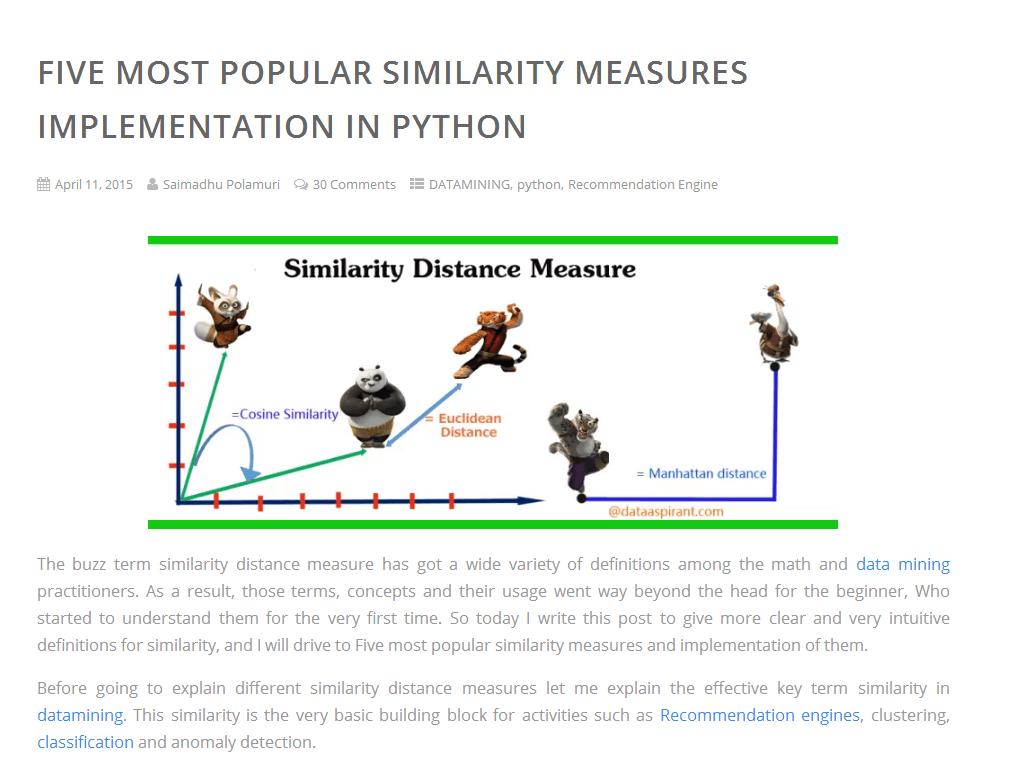 FIVE MOST POPULAR SIMILARITY MEASURES
IMPLEMENTATION IN PYTHON
April 11, 2015 Saimadhu Polamuri 30 Comments DATAMINING, python, Recommendation Engine
Similarity Distance Measure
=Cosine Similarity
= Euclidean
Distance
= Manhattan distance
@dataaspirant.com
The buzz term similarity distance measure has got a wide variety of definitions among the math and data mining
practitioners. As a result, those terms, concepts and their usage went way beyond the head for the beginner, Who
started to understand them for the very first time. So today I write this post to give more clear and very intuitive
definitions for similarity, and I will drive to Five most popular similarity measures and implementation of them.
Before going to explain different similarity distance measures let me explain the effective key term similarity in
datamining. This similarity is the very basic building block for activities such as Recommendation engines, clustering,
classification and anomaly detection.